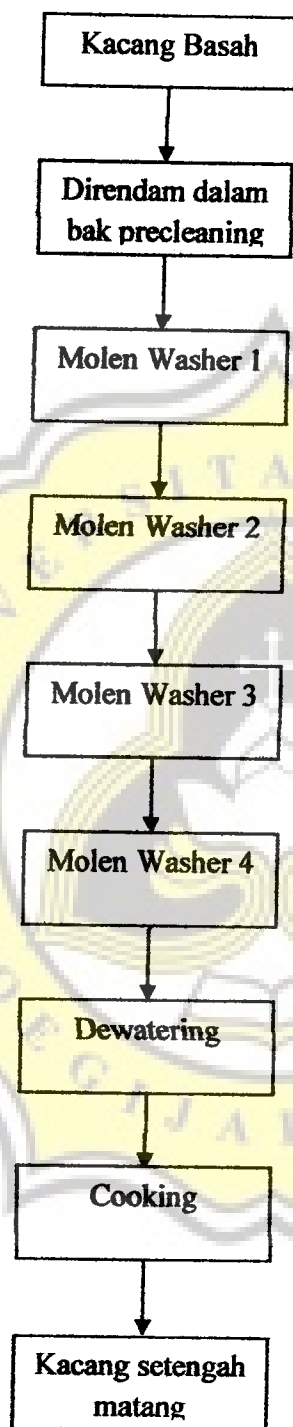 Kacang Basah
Direndam dalam
bak precleaning
Molen Washer 1
Molen Washer 2
Molen Washer 3
Molen Washer 4
Dewatering
Cooking
Kacang setengah
matang